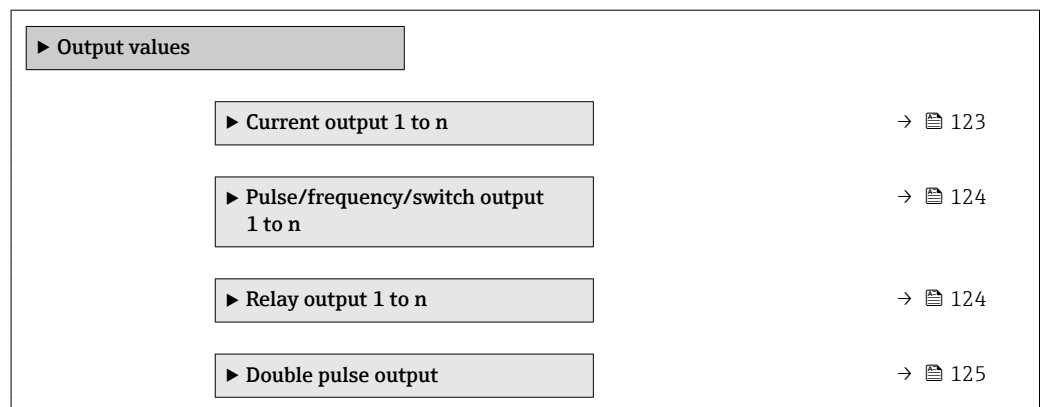 ▶ Output values
▶ Current output 1 to n → 123
▶ Pulse/frequency/switch output → 124
1 to n
▶ Relay output 1 to n → 124
▶ Double pulse output → 125